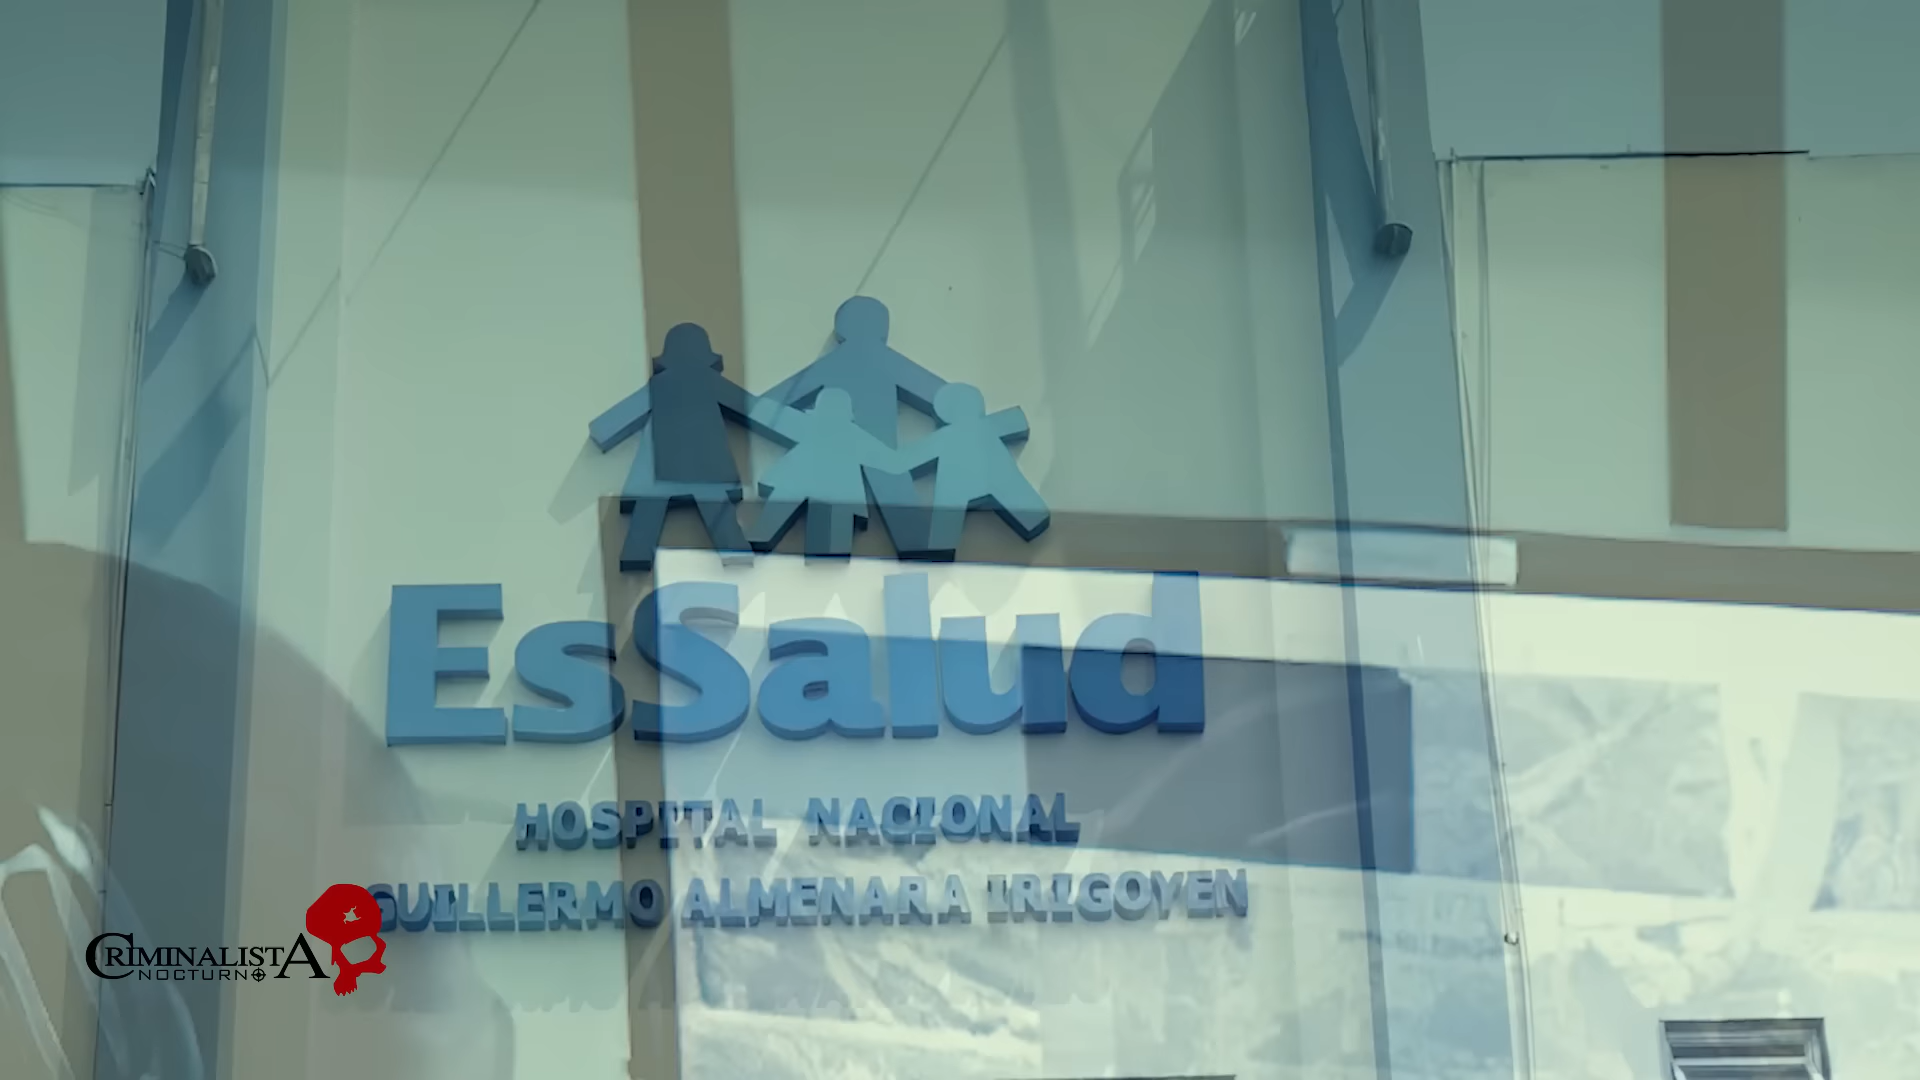 EsSalud
HOSPITAL NACIONAL
GUILLERMO ALMENARA IRIGOYEN
CRIMINALISTA
NOCTURNO